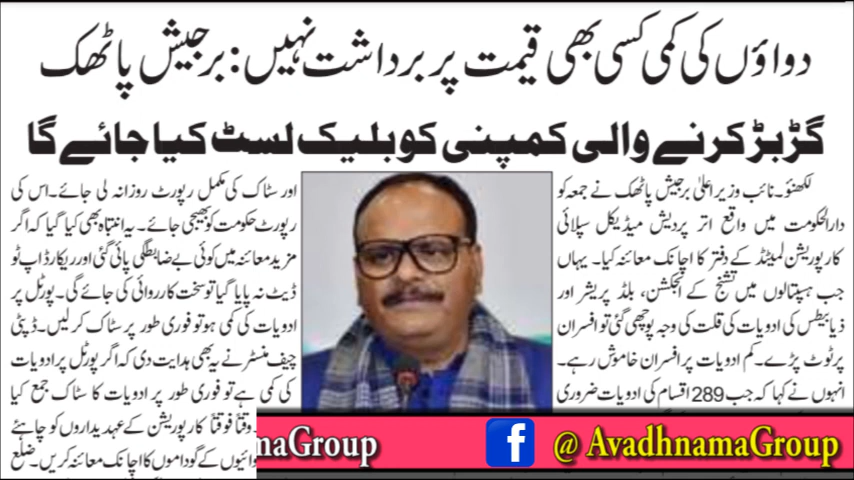 دواؤں کی کمی کسی بھی قیمت پر برداشت نہیں: برجیش پاٹھک
گڑبڑ کرنے والی کمپنی کو بلیک لسٹ کیا جائے گا
لکھنؤ۔ نائب وزیر اعلیٰ برجیش پاٹھک نے جمعہ کو
دارالحکومت میں واقع اتر پردیش میڈیکل سپلائی
کارپوریشن لمیٹڈ کے دفتر کا اچانک معائنہ کیا۔ یہاں
جب ہسپتالوں میں تشنج کے انجکشن، بلڈ پریشر اور
ذیابیطس کی ادویات کی قلت کی وجہ پوچھی گئی تو افسران
پر ٹوٹ پڑے۔ کم ادویات پر افسران خاموش رہے۔
انہوں نے کہا کہ جب 289 اقسام کی ادویات ضروری
اور سٹاک کی مکمل رپورٹ روزانہ لی جائے۔ اس کی
رپورٹ حکومت کو بھیجی جائے۔ یہ انتباہ بھی کیا گیا کہ اگر
مزید معائنہ میں کوئی بے ضابطگی پائی گئی اور ریکارڈ اپ ٹو
ڈیٹ نہ پایا گیا تو سخت کارروائی کی جائے گی۔ پورٹل پر
ادویات کی کمی ہو تو فوری طور پر سٹاک کر لیں۔ ڈپٹی
چیف منسٹر نے یہ بھی ہدایت دی کہ اگر پورٹل پر ادویات
کی کمی ہے تو فوری طور پر ادویات کا سٹاک جمع کیا
وقتاً فوقتاً کارپوریشن کے عہدیداروں کو چاہئے
وائیوں کے گوداموں کا اچانک معائنہ کریں۔ ضلع
maGroup
f @ AvadhnamaGroup